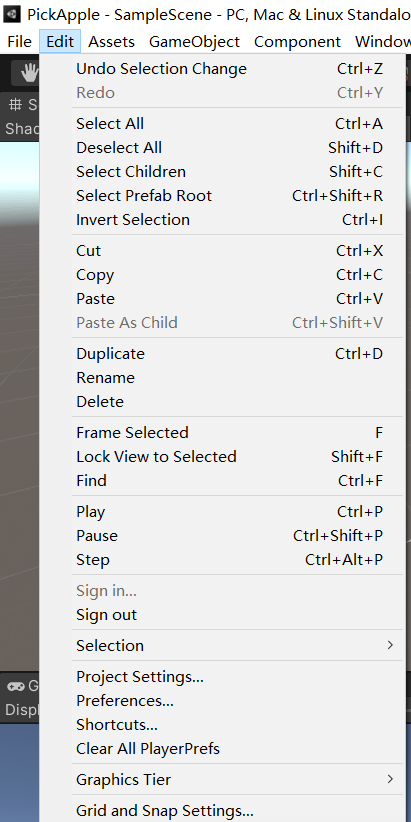 PickApple - SampleScene - PC, Mac & Linux Standalo
File Edit Assets GameObject Component Window
Undo Selection Change Ctrl+Z
Redo Ctrl+Y
S
Select All Ctrl+A
Shad
Deselect All Shift+D
Select Children Shift+C
Select Prefab Root Ctrl+Shift+R
Invert Selection Ctrl+I
Cut Ctrl+X
Copy Ctrl+C
Paste Ctrl+V
Paste As Child Ctrl+Shift+V
Duplicate Ctrl+D
Rename
Delete
Frame Selected F
Lock View to Selected Shift+F
Find Ctrl+F
Play Ctrl+P
Pause Ctrl+Shift+P
Step Ctrl+Alt+P
Sign in...
Sign out
Selection >
Project Settings...
G
Preferences...
Displ
Shortcuts...
Clear All PlayerPrefs
Graphics Tier >
Grid and Snap Settings...